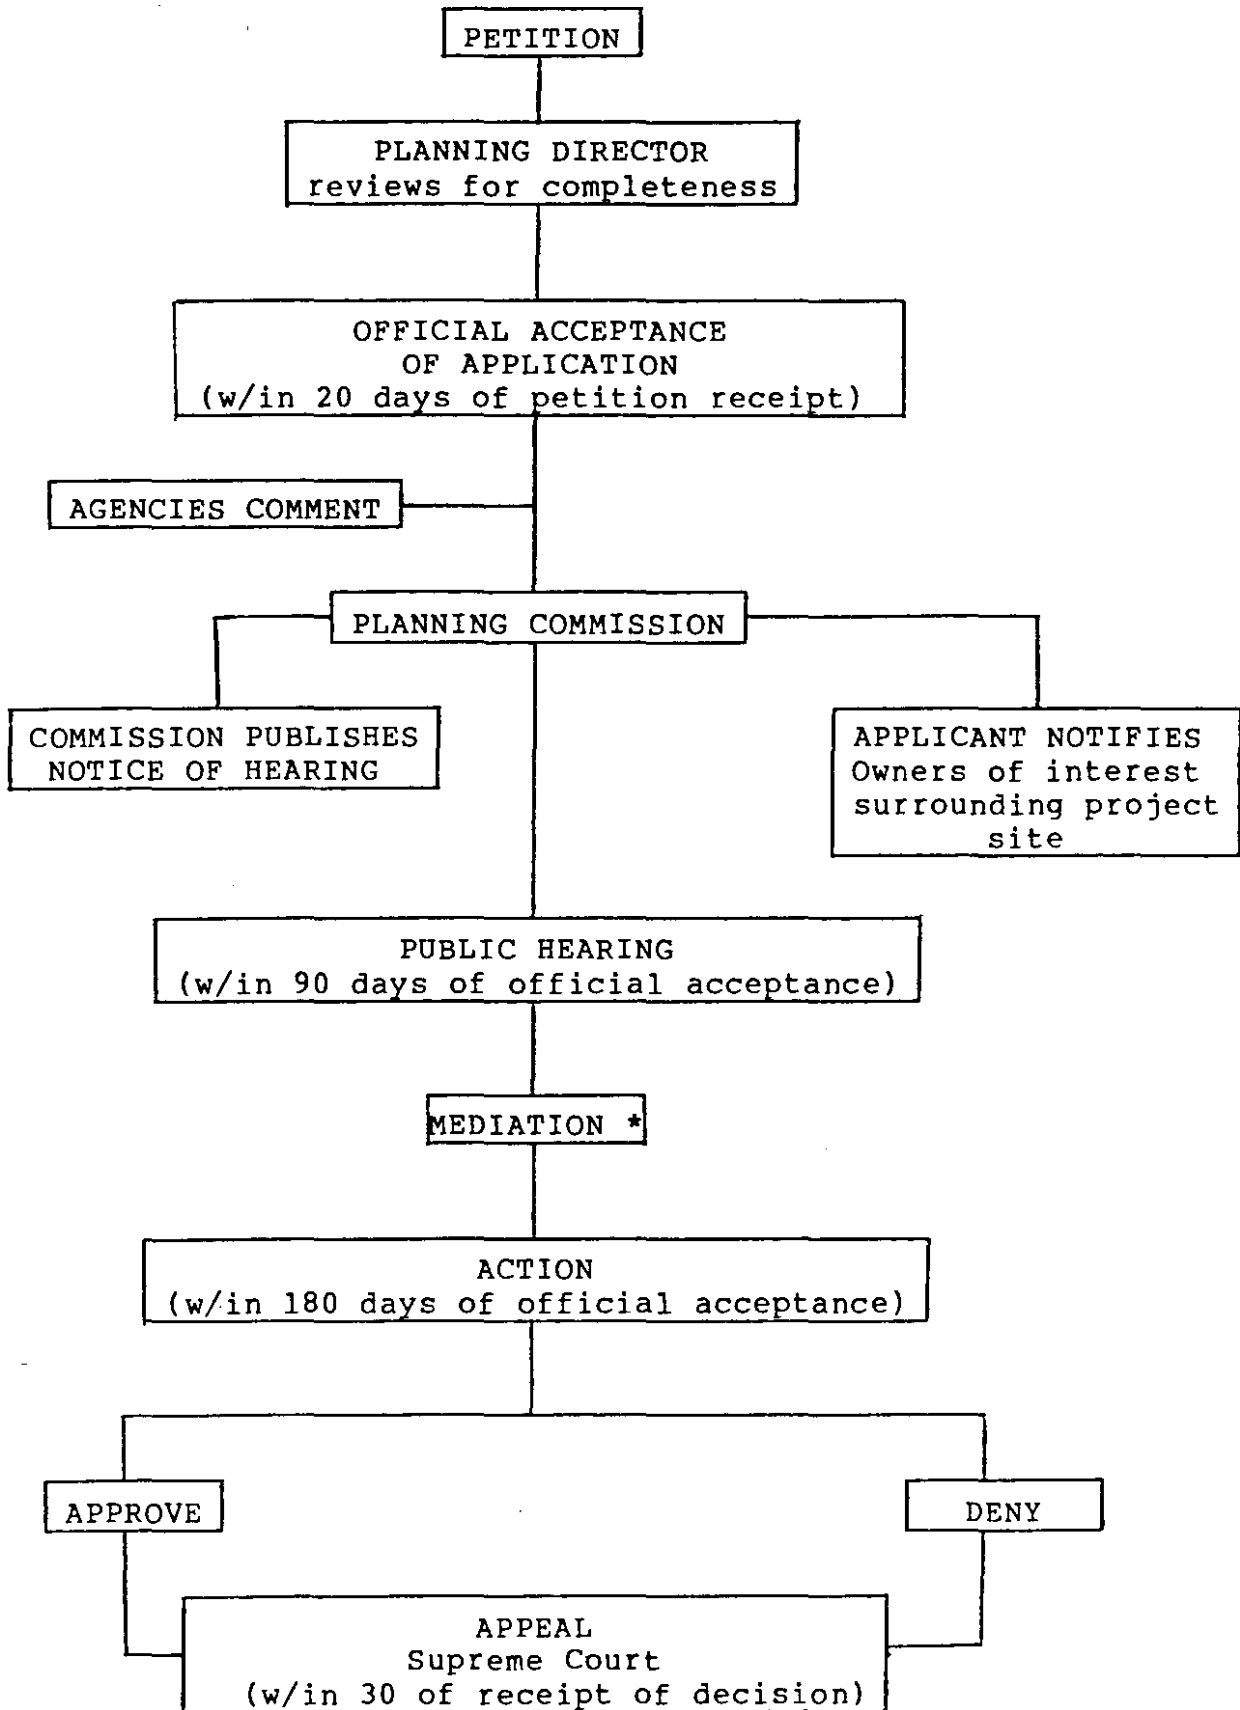 PETITION
PLANNING DIRECTOR
reviews for completeness
OFFICIAL ACCEPTANCE
OF APPLICATION
(w/in 20 days of petition receipt)
AGENCIES COMMENT
PLANNING COMMISSION
COMMISSION PUBLISHES
NOTICE OF HEARING
APPLICANT NOTIFIES
Owners of interest
surrounding project
site
PUBLIC HEARING
(w/in 90 days of official acceptance)
MEDIATION *
ACTION
(w/in 180 days of official acceptance)
APPROVE
DENY
APPEAL
Supreme Court
(w/in 30 of receipt of decision)